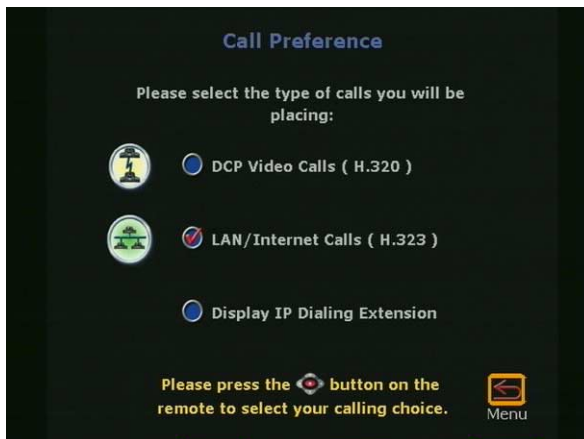 Call Preference
Please select the type of calls you will be
placing:
DCP Video Calls ( H.320 )
LAN/Internet Calls ( H.323 )
Display IP Dialing Extension
Please press the button on the
remote to select your calling choice.
Menu